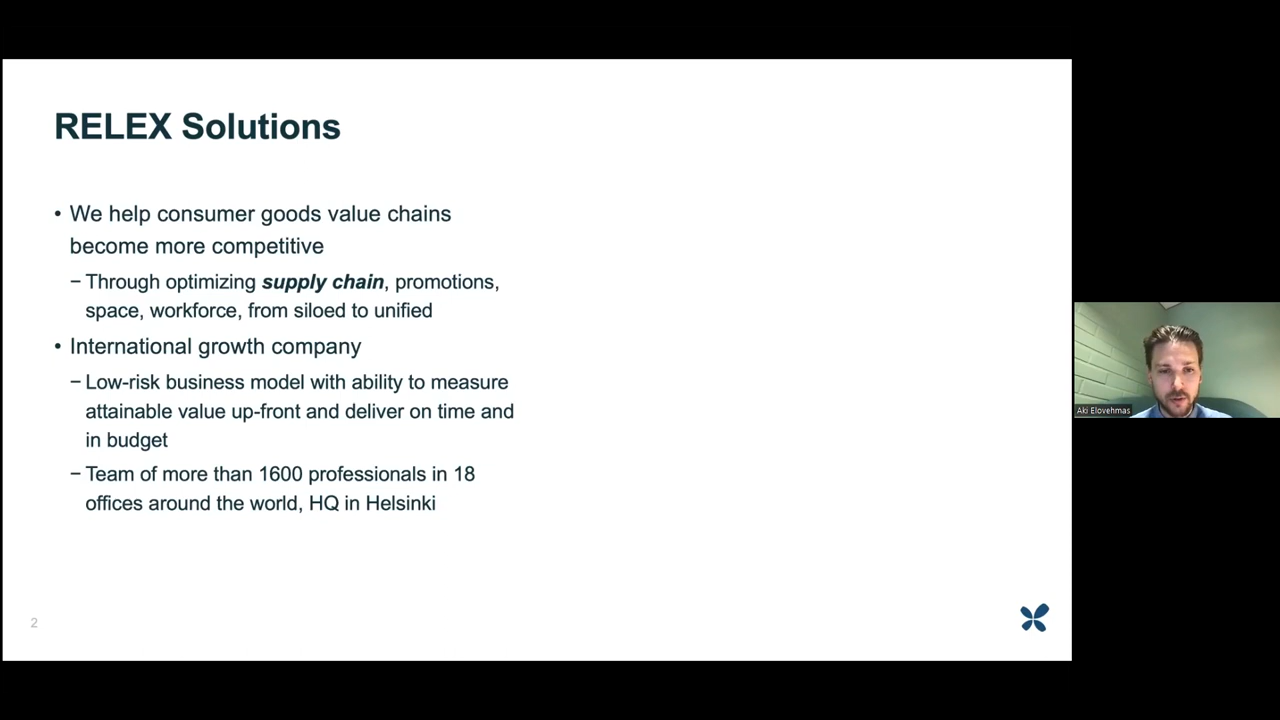 RELEX Solutions
• We help consumer goods value chains
become more competitive
– Through optimizing supply chain, promotions,
space, workforce, from siloed to unified
• International growth company
– Low-risk business model with ability to measure
attainable value up-front and deliver on time and
in budget
– Team of more than 1600 professionals in 18
offices around the world, HQ in Helsinki
2
Aki Elovehmas